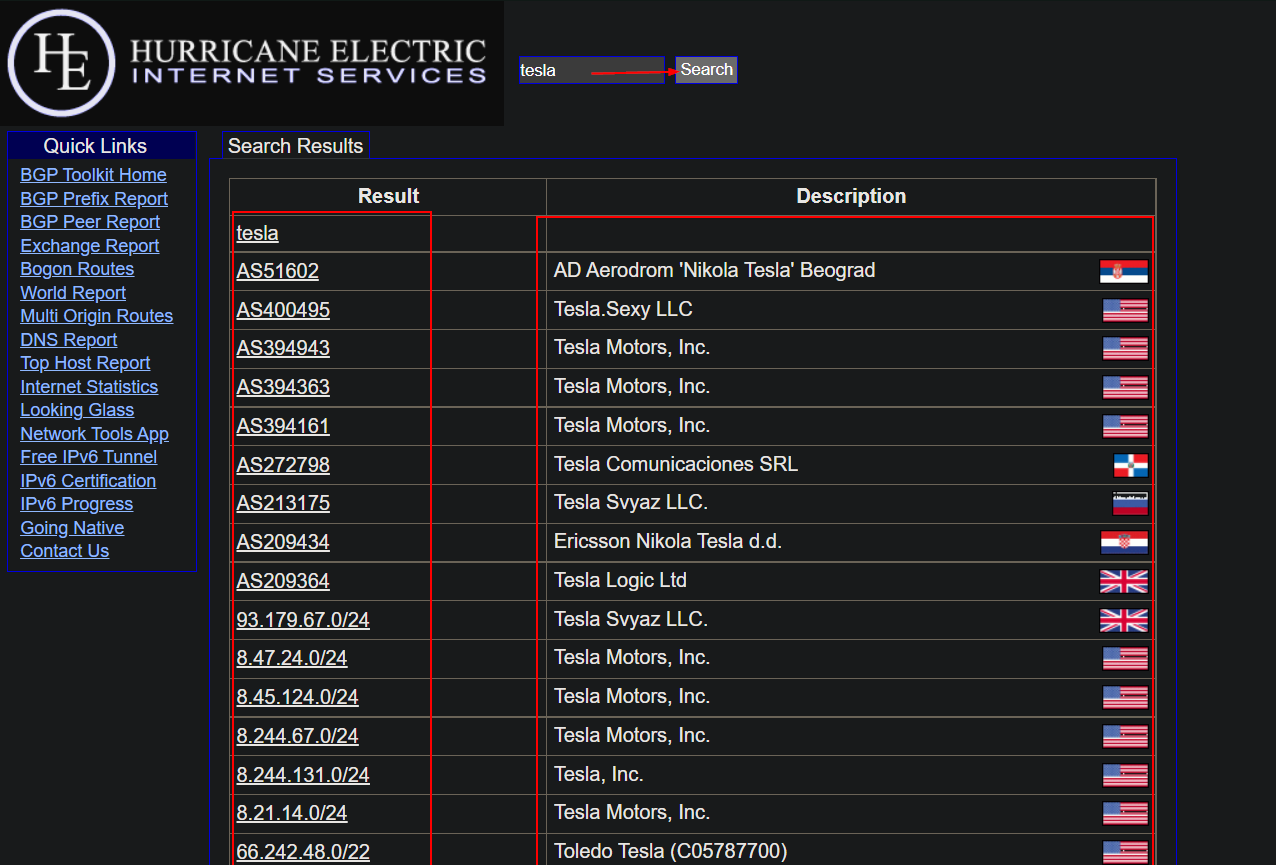 HE
HURRICANE ELECTRIC
INTERNET SERVICES
tesla Search
Quick Links
BGP Toolkit Home
BGP Prefix Report
BGP Peer Report
Exchange Report
Bogon Routes
World Report
Multi Origin Routes
DNS Report
Top Host Report
Internet Statistics
Looking Glass
Network Tools App
Free IPv6 Tunnel
IPv6 Certification
IPv6 Progress
Going Native
Contact Us
Search Results
Result Description
tesla
AS51602 AD Aerodrom 'Nikola Tesla' Beograd
AS400495 Tesla.Sexy LLC
AS394943 Tesla Motors, Inc.
AS394363 Tesla Motors, Inc.
AS394161 Tesla Motors, Inc.
AS272798 Tesla Comunicaciones SRL
AS213175 Tesla Svyaz LLC.
AS209434 Ericsson Nikola Tesla d.d.
AS209364 Tesla Logic Ltd
93.179.67.0/24 Tesla Svyaz LLC.
8.47.24.0/24 Tesla Motors, Inc.
8.45.124.0/24 Tesla Motors, Inc.
8.244.67.0/24 Tesla Motors, Inc.
8.244.131.0/24 Tesla, Inc.
8.21.14.0/24 Tesla Motors, Inc.
66.242.48.0/22 Toledo Tesla (C05787700)